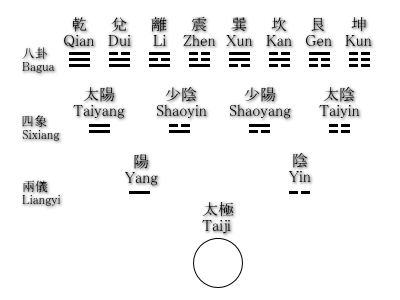 乾 兌 離 震 巽 坎 艮 坤
Qian Dui Li Zhen Xun Kan Gen Kun
八卦
Bagua
太陽 少陰 少陽 太陰
Taiyang Shaoyin Shaoyang Taiyin
四象
Sixiang
陽 陰
Yang Yin
兩儀
Liangyi
太極
Taiji